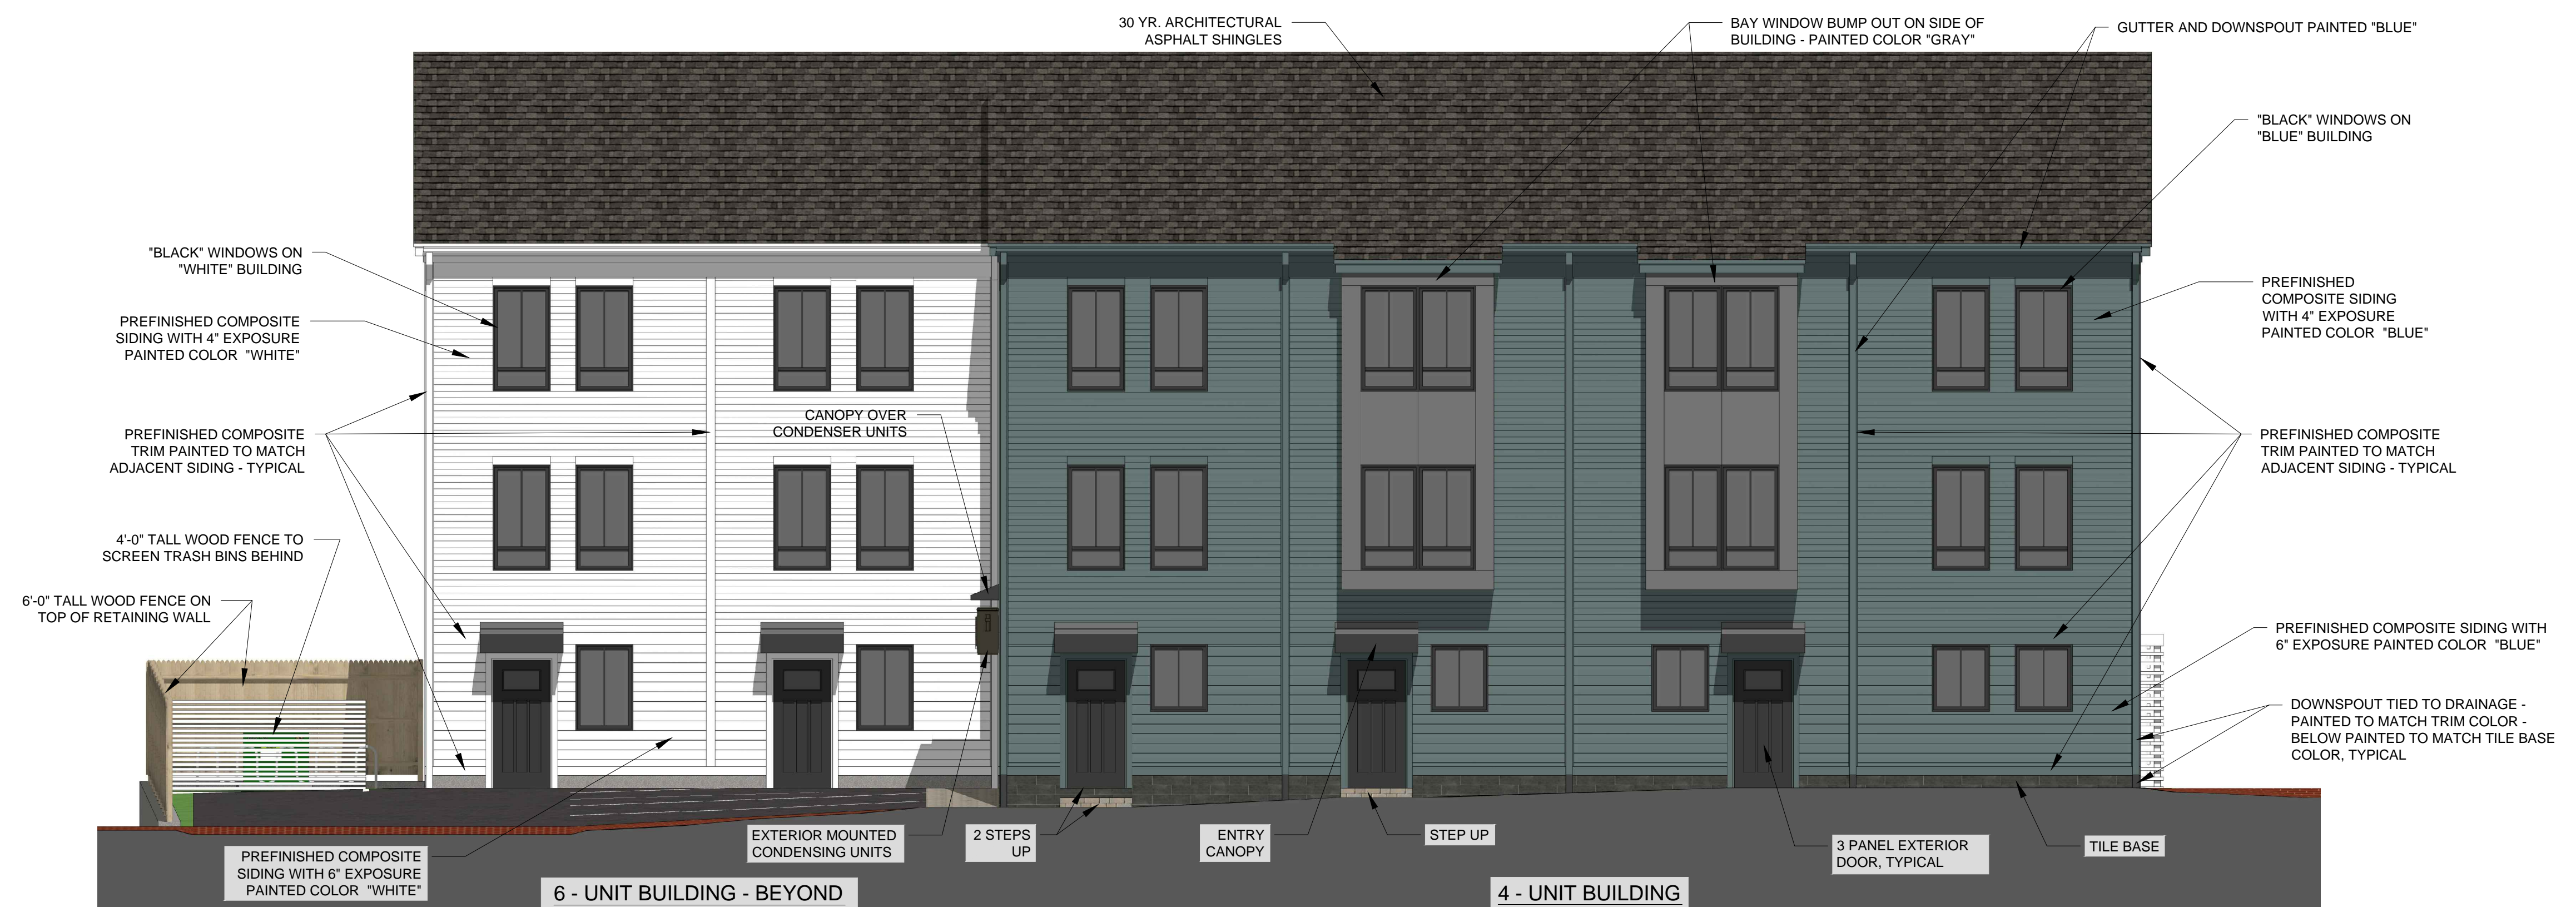 30 YR. ARCHITECTURAL
ASPHALT SHINGLES
BAY WINDOW BUMP OUT ON SIDE OF
BUILDING - PAINTED COLOR "GRAY"
GUTTER AND DOWNSPOUT PAINTED "BLUE"
"BLACK" WINDOWS ON
"BLUE" BUILDING
"BLACK" WINDOWS ON
"WHITE" BUILDING
PREFINISHED
COMPOSITE SIDING
WITH 4" EXPOSURE
PAINTED COLOR "BLUE"
PREFINISHED COMPOSITE
SIDING WITH 4" EXPOSURE
PAINTED COLOR "WHITE"
CANOPY OVER
CONDENSER UNITS
PREFINISHED COMPOSITE
TRIM PAINTED TO MATCH
ADJACENT SIDING - TYPICAL
PREFINISHED COMPOSITE
TRIM PAINTED TO MATCH
ADJACENT SIDING - TYPICAL
4'-0" TALL WOOD FENCE TO
SCREEN TRASH BINS BEHIND
6'-0" TALL WOOD FENCE ON
TOP OF RETAINING WALL
PREFINISHED COMPOSITE SIDING WITH
6" EXPOSURE PAINTED COLOR "BLUE"
DOWNSPOUT TIED TO DRAINAGE -
PAINTED TO MATCH TRIM COLOR -
BELOW PAINTED TO MATCH TILE BASE
COLOR, TYPICAL
EXTERIOR MOUNTED
CONDENSING UNITS
2 STEPS
UP
ENTRY
CANOPY
STEP UP
3 PANEL EXTERIOR
DOOR, TYPICAL
TILE BASE
PREFINISHED COMPOSITE
SIDING WITH 6" EXPOSURE
PAINTED COLOR "WHITE"
6 - UNIT BUILDING - BEYOND
4 - UNIT BUILDING